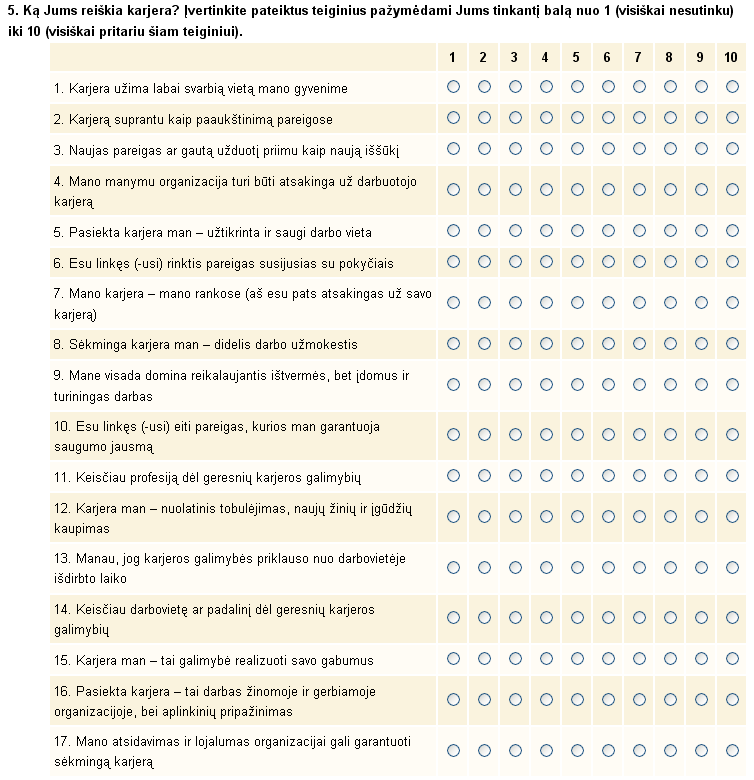 5. Ką Jums reiškia karjera? Įvertinkite pateiktus teiginius pažymėdami Jums tinkantį balą nuo 1 (visiškai nesutinku)
iki 10 (visiškai pritariu šiam teiginiui).
1 2 3 4 5 6 7 8 9 10
1. Karjera užima labai svarbią vietą mano gyvenime
2. Karjerą suprantu kaip paaukštinimą pareigose
3. Naujas pareigas ar gautą užduotį priimu kaip naują iššūkį
4. Mano manymu organizacija turi būti atsakinga už darbuotojo
karjerą
5. Pasiekta karjera man – užtikrinta ir saugi darbo vieta
6. Esu linkęs (-usi) rinktis pareigas susijusias su pokyčiais
7. Mano karjera – mano rankose (aš esu pats atsakingas už savo
karjerą)
8. Sėkminga karjera man – didelis darbo užmokestis
9. Mane visada domina reikalaujantis ištvermės, bet įdomus ir
turiningas darbas
10. Esu linkęs (-usi) eiti pareigas, kurios man garantuoja
saugumo jausmą
11. Keisčiau profesiją dėl geresnių karjeros galimybių
12. Karjera man – nuolatinis tobulėjimas, naujų žinių ir įgūdžių
kaupimas
13. Manau, jog karjeros galimybės priklauso nuo darbovietėje
išdirbto laiko
14. Keisčiau darbovietę ar padalinį dėl geresnių karjeros
galimybių
15. Karjera man – tai galimybė realizuoti savo gabumus
16. Pasiekta karjera – tai darbas žinomoje ir gerbiamoje
organizacijoje, bei aplinkinių pripažinimas
17. Mano atsidavimas ir lojalumas organizacijai gali garantuoti
sėkmingą karjerą